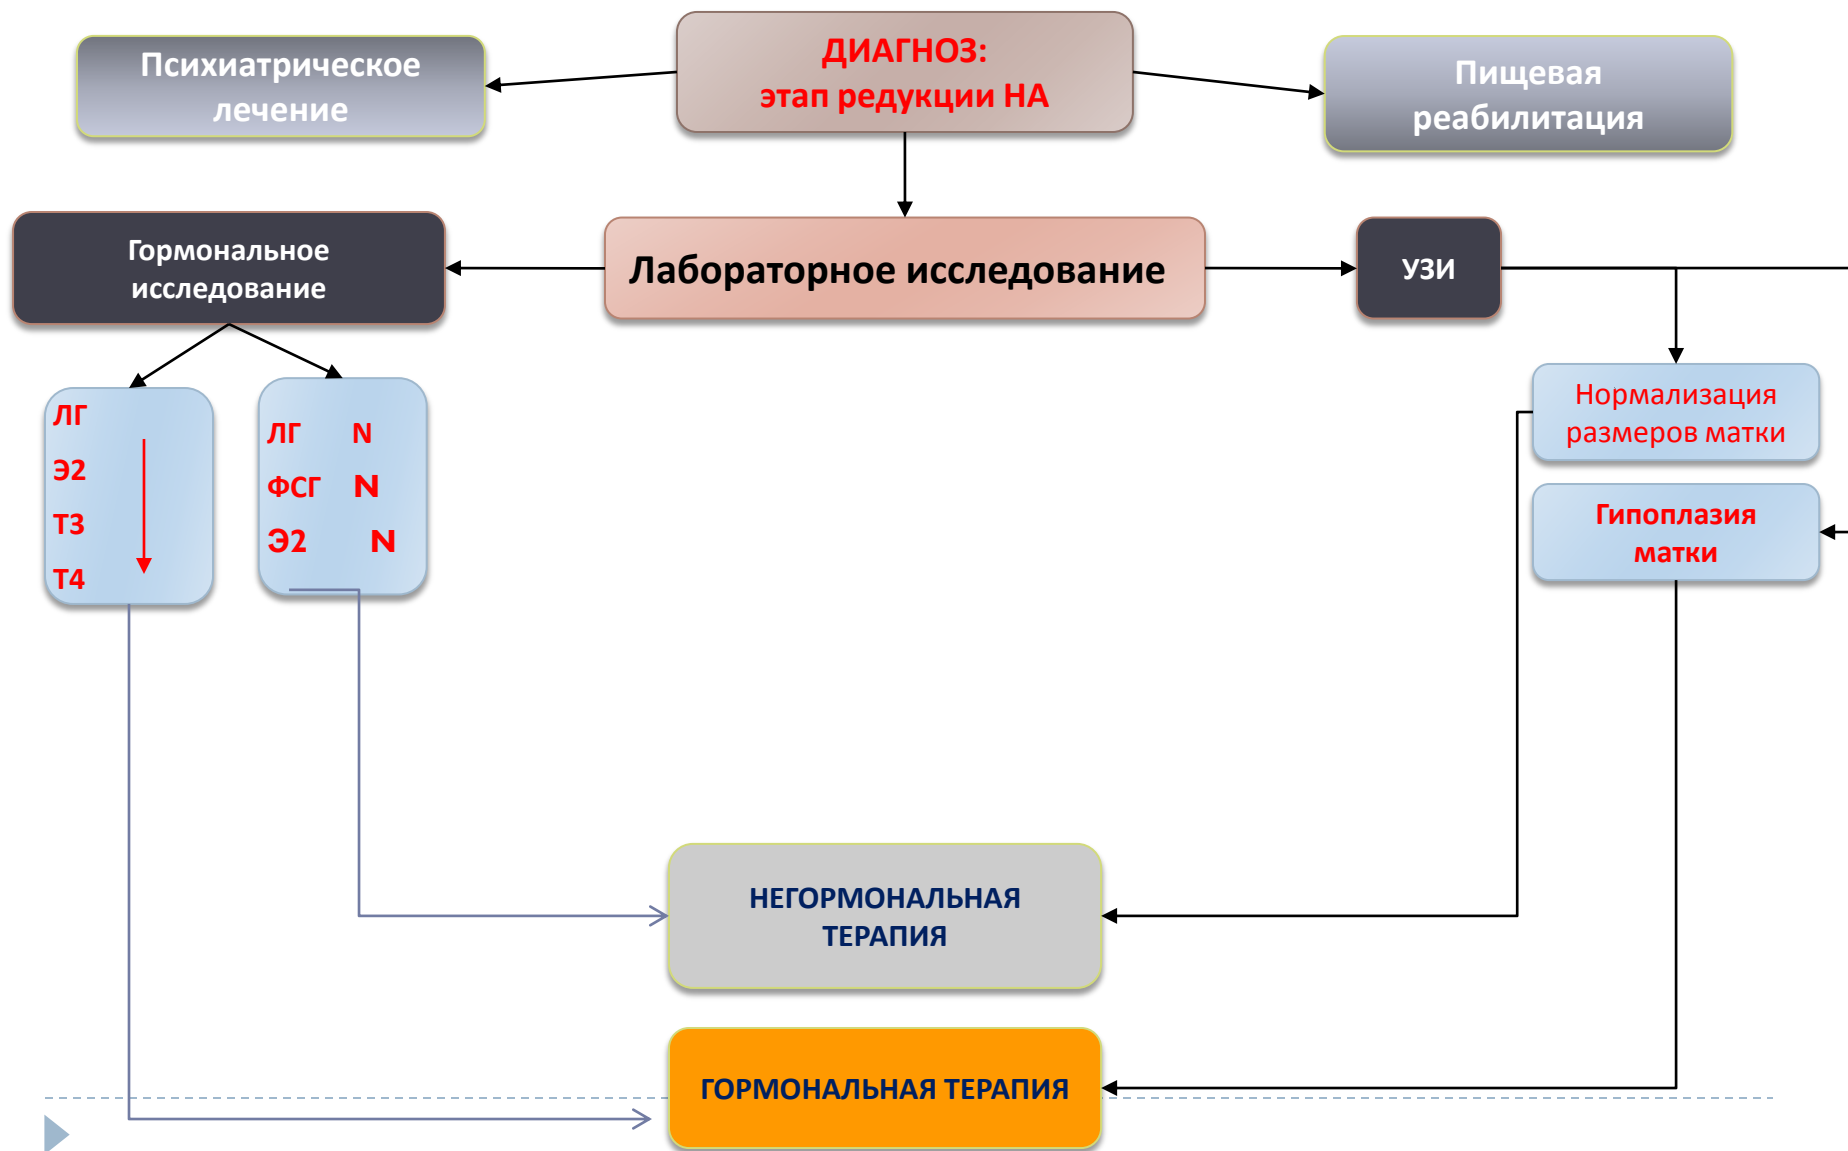 ДИАГНОЗ:
этап редукции НА
Психиатрическое
лечение
Пищевая
реабилитация
Гормональное
исследование
Лабораторное исследование
УЗИ
ЛГ
Э2
Т3
Т4
ЛГ N
ФСГ N
Э2 N
Нормализация
размеров матки
Гипоплазия
матки
НЕГОРМОНАЛЬНАЯ
ТЕРАПИЯ
ГОРМОНАЛЬНАЯ ТЕРАПИЯ